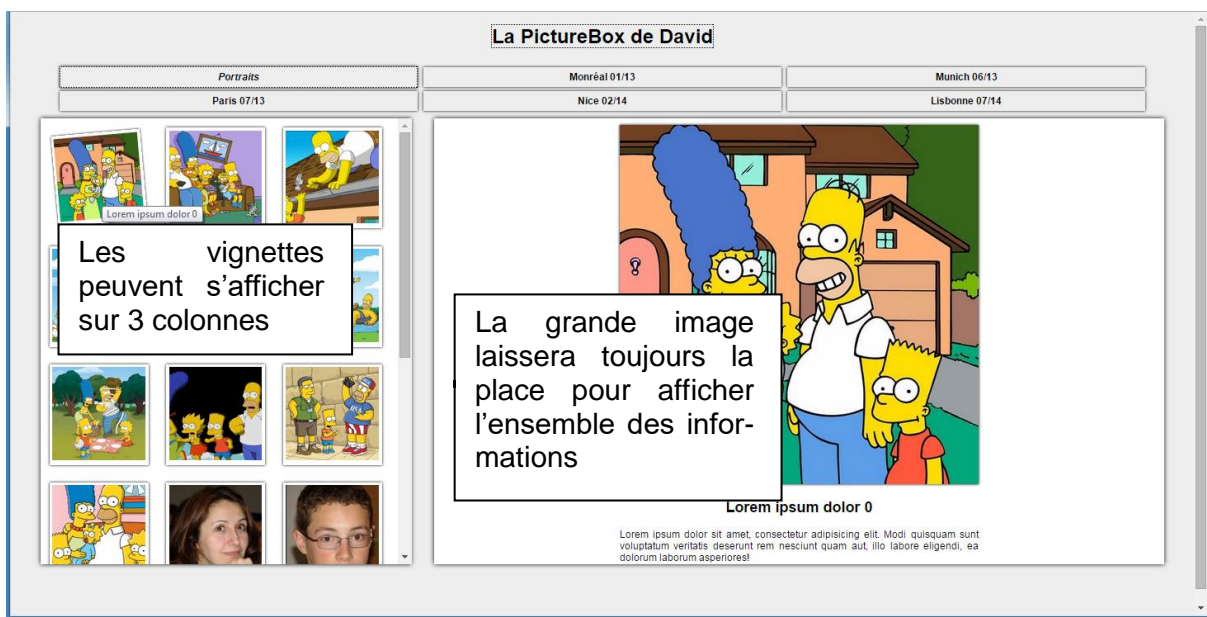 La PictureBox de David
Portraits
Monréal 01/13
Munich 06/13
Paris 07/13
Nice 02/14
Lisbonne 07/14
Lorem ipsum dolor 0
Les vignettes
peuvent s’afficher
sur 3 colonnes
La grande image
laissera toujours la
place pour afficher
l’ensemble des infor-
mations
Lorem ipsum dolor 0
Lorem ipsum dolor sit amet, consectetur adipisicing elit. Modi quisquam sunt
voluptatum veritatis deserunt rem nesciunt quam aut, illo labore eligendi, ea
dolorum laborum asperiores!